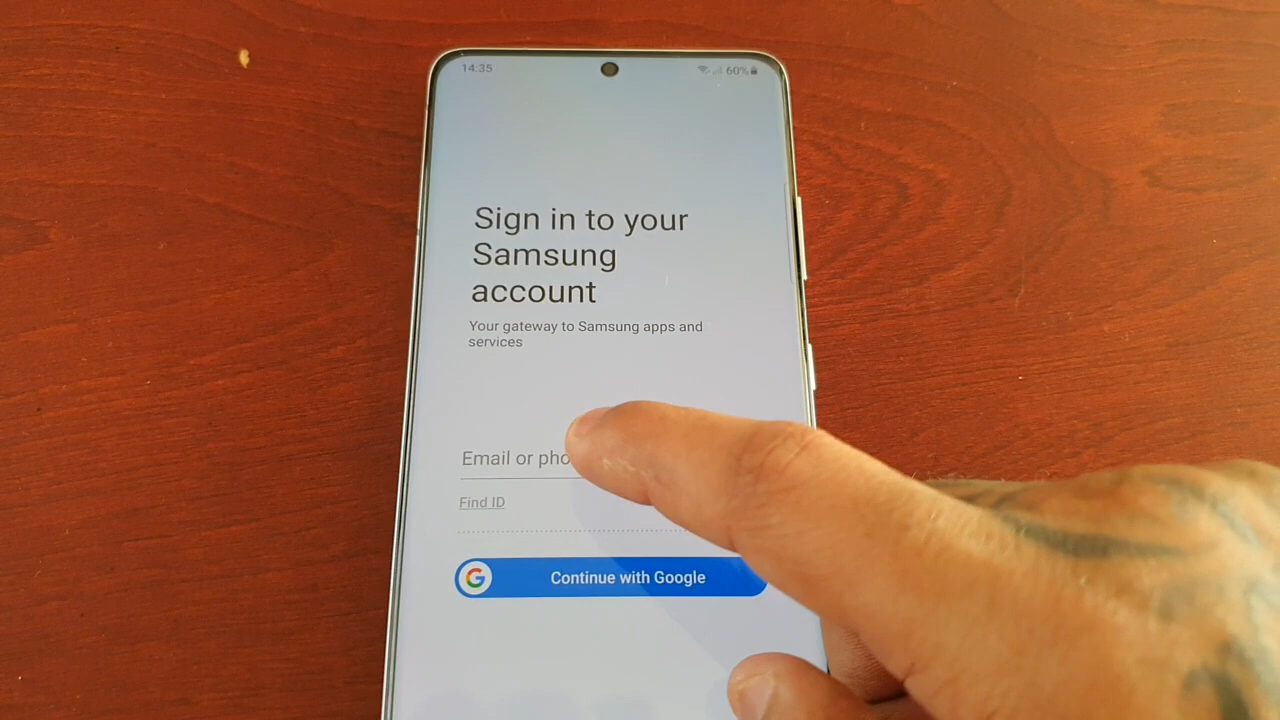 14:35
60%
Sign in to your
Samsung
account
Your gateway to Samsung apps and
services
Email or pho
Find ID
Continue with Google